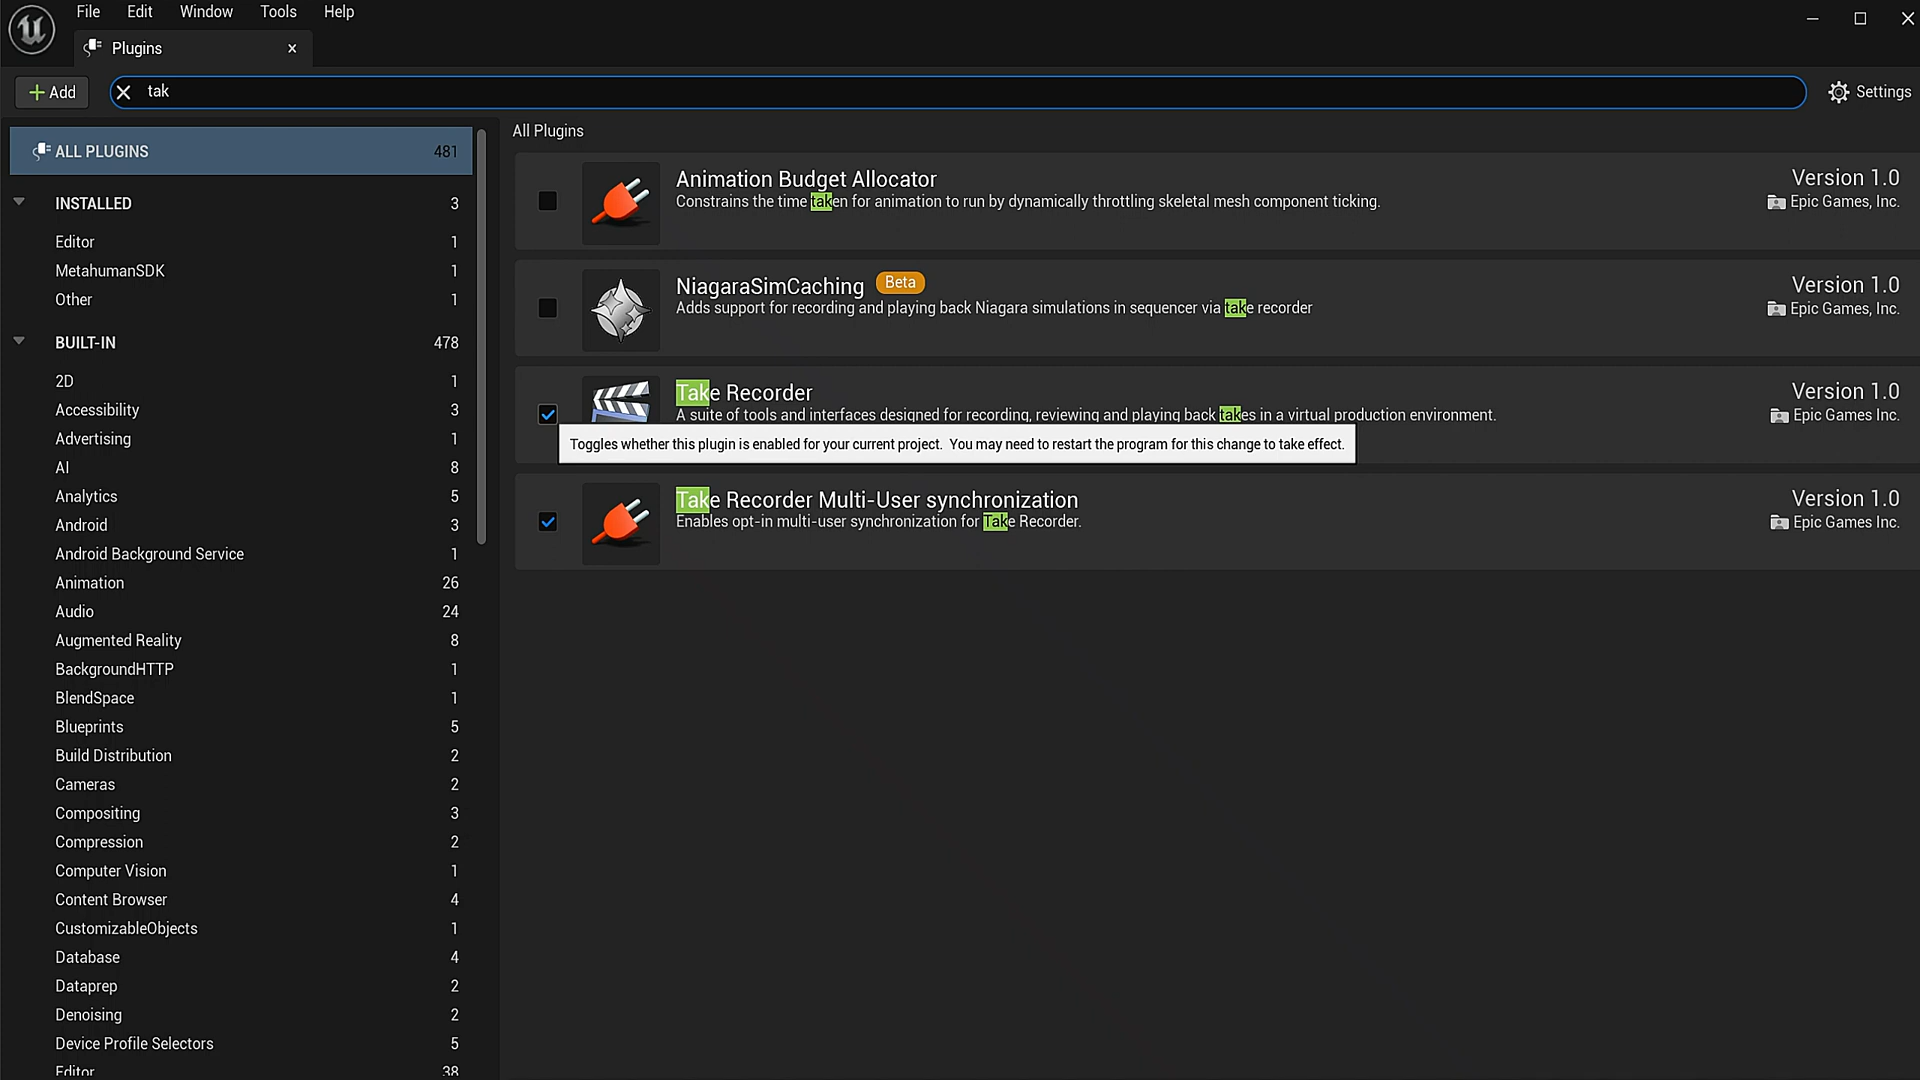 File Edit Window Tools Help
Plugins
Add
tak
Settings
ALL PLUGINS 481
INSTALLED 3
Editor 1
MetahumanSDK 1
Other 1
BUILT-IN 478
2D 1
Accessibility 3
Advertising 1
AI 8
Analytics 5
Android 3
Android Background Service 1
Animation 26
Audio 24
Augmented Reality 8
BackgroundHTTP 1
BlendSpace 1
Blueprints 5
Build Distribution 2
Cameras 2
Compositing 3
Compression 2
Computer Vision 1
Content Browser 4
CustomizableObjects 1
Database 4
Dataprep 2
Denoising 2
Device Profile Selectors 5
Editor 38
All Plugins
Animation Budget Allocator
Version 1.0
Constrains the time taken for animation to run by dynamically throttling skeletal mesh component ticking.
Epic Games, Inc.
NiagaraSimCaching Beta
Version 1.0
Adds support for recording and playing back Niagara simulations in sequencer via take recorder
Epic Games, Inc.
Take Recorder
Version 1.0
A suite of tools and interfaces designed for recording, reviewing and playing back takes in a virtual production environment.
Epic Games Inc.
Toggles whether this plugin is enabled for your current project.  You may need to restart the program for this change to take effect.
Take Recorder Multi-User synchronization
Version 1.0
Enables opt-in multi-user synchronization for Take Recorder.
Epic Games Inc.